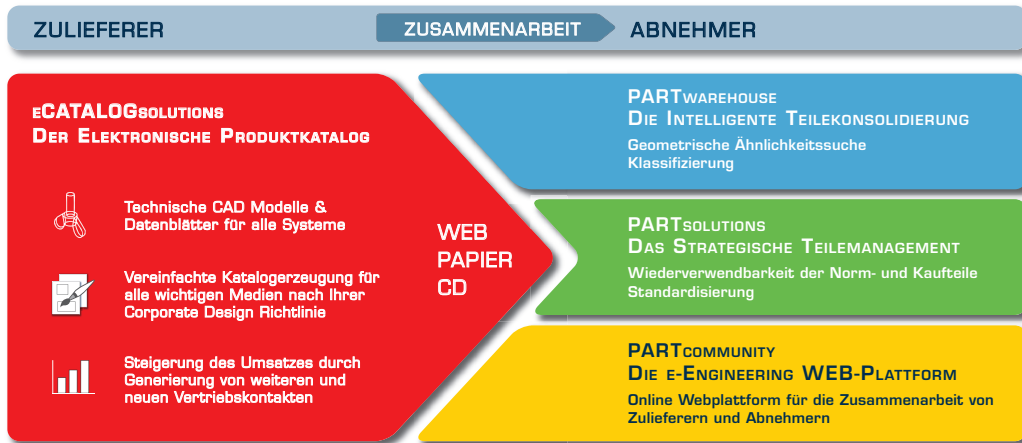 ZULIEFERER
ZUSAMMENARBEIT
ABNEHMER
eCATALOGsolutions
Der Elektronische Produktkatalog
Technische CAD Modelle &
Datenblätter für alle Systeme
Vereinfachte Katalogerzeugung für
alle wichtigen Medien nach Ihrer
Corporate Design Richtlinie
Steigerung des Umsatzes durch
Generierung von weiteren und
neuen Vertriebskontakten
WEB
PAPIER
CD
PARTwarehouse
Die Intelligente Teilekonsolidierung
Geometrische Ähnlichkeitssuche
Klassifizierung
PARTsolutions
Das Strategische Teilemanagement
Wiederverwendbarkeit der Norm- und Kaufteile
Standardisierung
PARTcommunity
Die e-Engineering WEB-Plattform
Online Webplattform für die Zusammenarbeit von
Zulieferern und Abnehmern